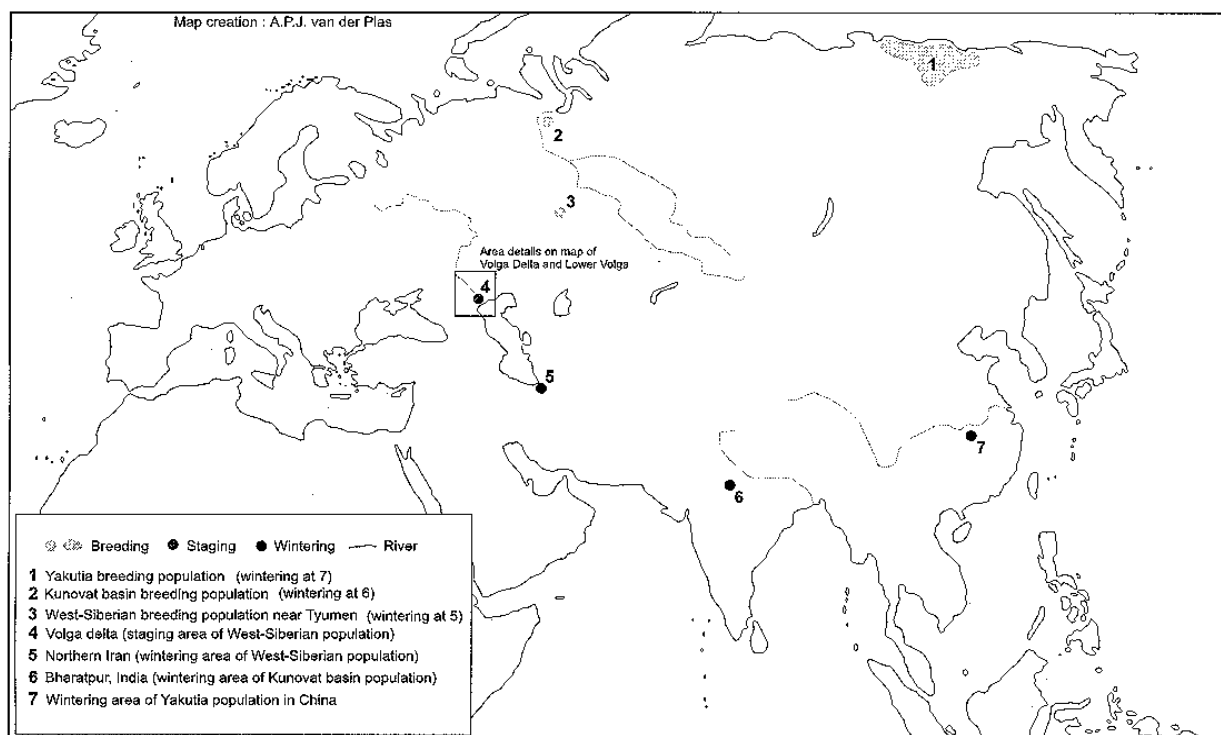 Map creation : A.P.J. van der Plas
1
2
3
Area details on map of
Volga Delta and Lower Volga
4
5
7
6
Breeding Staging Wintering River
1 Yakutia breeding population (wintering at 7)
2 Kunovat basin breeding population (wintering at 6)
3 West-Siberian breeding population near Tyumen (wintering at 5)
4 Volga delta (staging area of West-Siberian population)
5 Northern Iran (wintering area of West-Siberian population)
6 Bharatpur, India (wintering area of Kunovat basin population)
7 Wintering area of Yakutia population in China